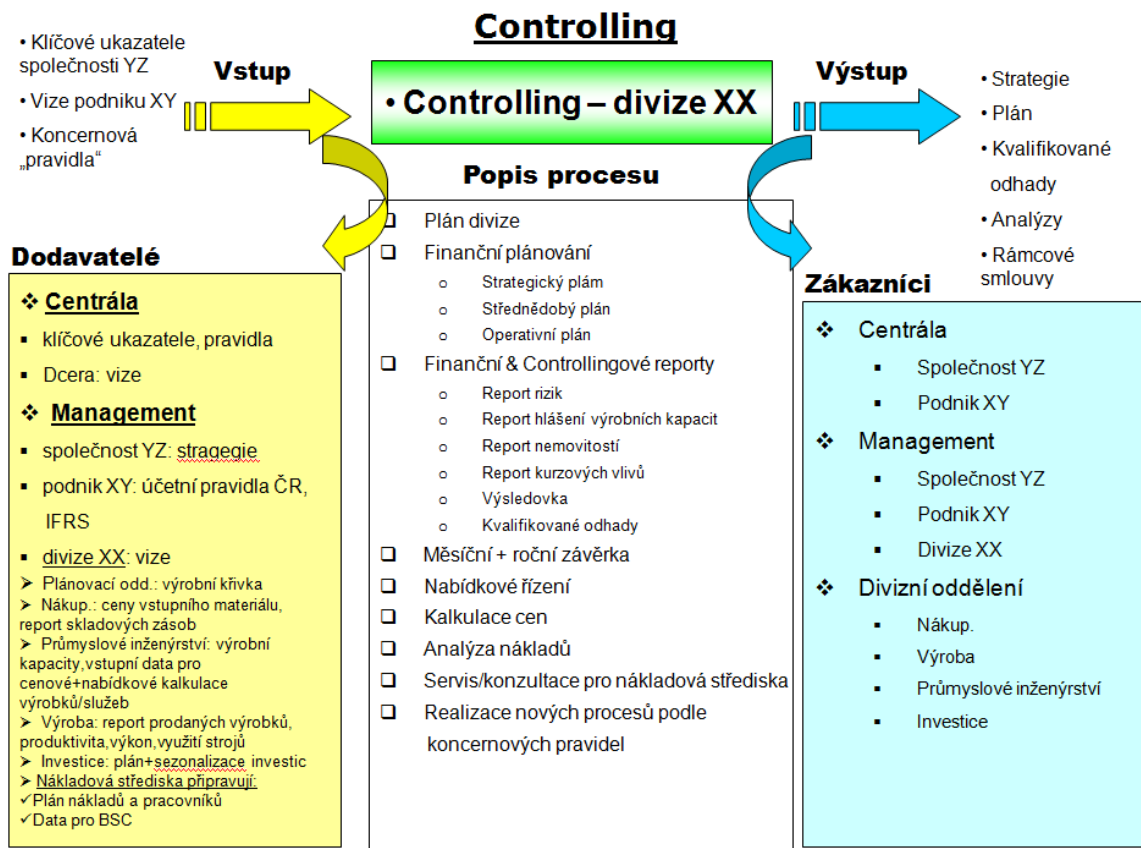 Controlling
• Klíčové ukazatele
společnosti YZ
• Vize podniku XY
• Koncernová
„pravidla“
Vstup
• Controlling – divize XX
Výstup
• Strategie
• Plán
• Kvalifikované
odhady
• Analýzy
• Rámcové
smlouvy
Dodavatelé
❖ Centrála
▪ klíčové ukazatele, pravidla
▪ Dcera: vize
❖ Management
▪ společnost YZ: stragegie
▪ podnik XY: účetní pravidla ČR,
IFRS
▪ divize XX: vize
➢ Plánovací odd.: výrobní křivka
➢ Nákup.: ceny vstupního materiálu,
report skladových zásob
➢ Průmyslové inženýrství: výrobní
kapacity,vstupní data pro
cenové+nabídkové kalkulace
výrobků/služeb
➢ Výroba: report prodaných výrobků,
produktivita,výkon,využití strojů
➢ Investice: plán+sezonalizace investic
➢ Nákladová střediska připravují:
✓Plán nákladů a pracovníků
✓Data pro BSC
Popis procesu
❑ Plán divize
❑ Finanční plánování
o Strategický plám
o Střednědobý plán
o Operativní plán
❑ Finanční & Controllingové reporty
o Report rizik
o Report hlášení výrobních kapacit
o Report nemovitostí
o Report kurzových vlivů
o Výsledovka
o Kvalifikované odhady
❑ Měsíční + roční závěrka
❑ Nabídkové řízení
❑ Kalkulace cen
❑ Analýza nákladů
❑ Servis/konzultace pro nákladová střediska
❑ Realizace nových procesů podle
koncernových pravidel
Zákazníci
❖ Centrála
▪ Společnost YZ
▪ Podnik XY
❖ Management
▪ Společnost YZ
▪ Podnik XY
▪ Divize XX
❖ Divizní oddělení
▪ Nákup.
▪ Výroba
▪ Průmyslové inženýrství
▪ Investice